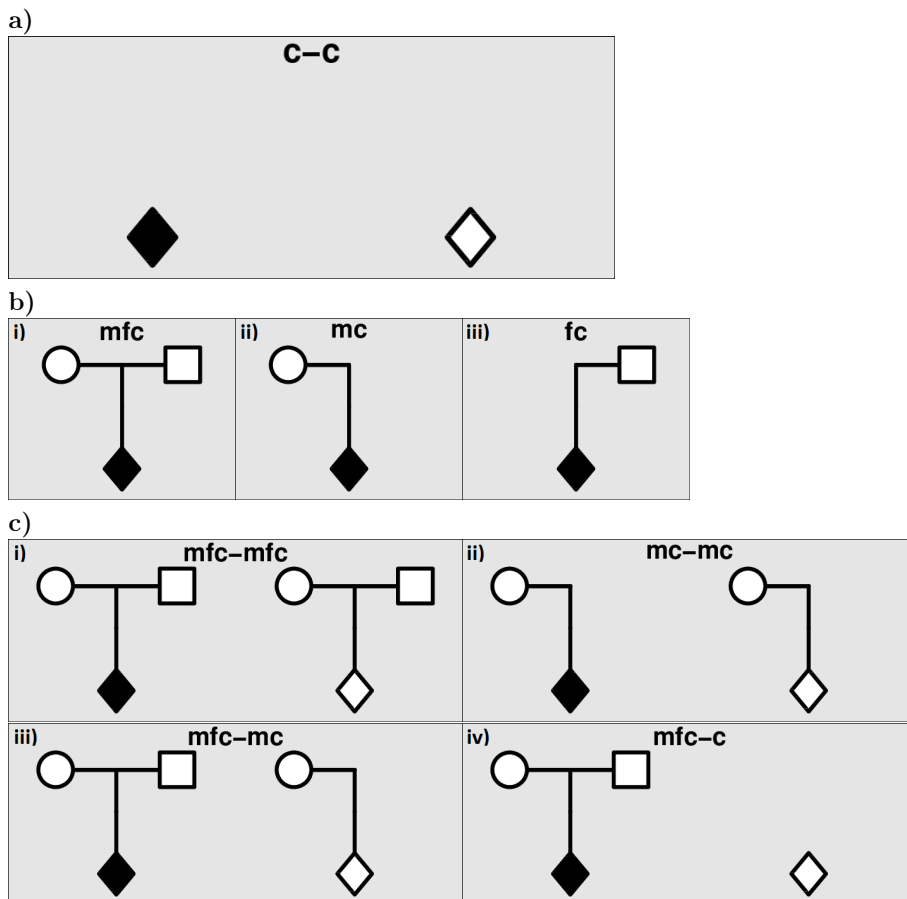 a)
c–c
b)
i) mfc ii) mc iii) fc
c)
i) mfc–mfc ii) mc–mc
iii) mfc–mc iv) mfc–c